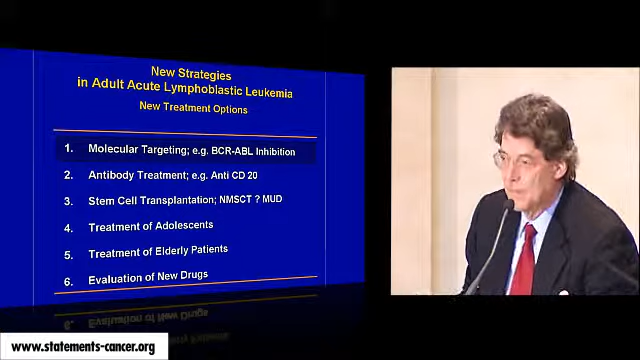 New Strategies
in Adult Acute Lymphoblastic Leukemia
New Treatment Options
1. Molecular Targeting; e.g. BCR-ABL Inhibition
2. Antibody Treatment; e.g. Anti CD 20
3. Stem Cell Transplantation; NMSCT ? MUD
4. Treatment of Adolescents
5. Treatment of Elderly Patients
6. Evaluation of New Drugs
www.statements-cancer.org